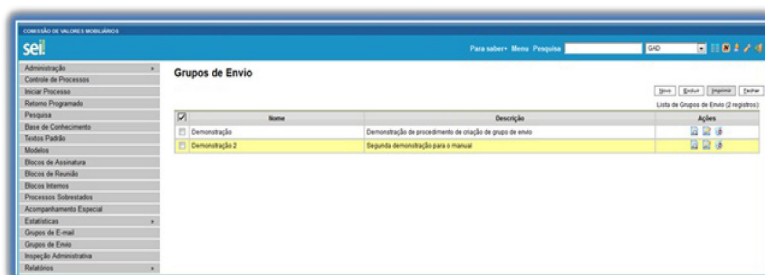 COMISSÃO DE VALORES MOBILIÁRIOS
sei!
Para saber+ Menu Pesquisa
GAD
Administração
Controle de Processos
Iniciar Processo
Retorno Programado
Pesquisa
Base de Conhecimento
Textos Padrão
Modelos
Blocos de Assinatura
Blocos de Reunião
Blocos Internos
Processos Sobrestados
Acompanhamento Especial
Estatísticas
Grupos de E-mail
Grupos de Envio
Inspeção Administrativa
Relatórios
Grupos de Envio
Novo Excluir Imprimir Fechar
Lista de Grupos de Envio (2 registros):
Nome Descrição Ações
Demonstração Demonstração de procedimento de criação de grupo de envio
Demonstração 2 Segunda demonstração para o manual